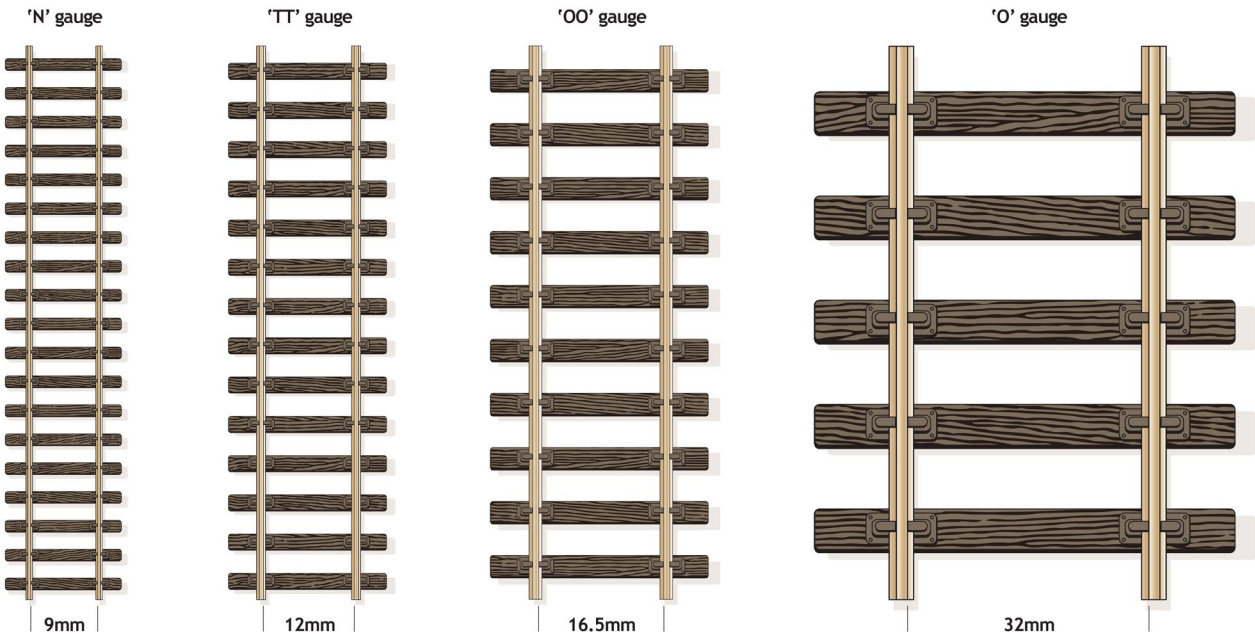 ‘N’ gauge
‘TT’ gauge
‘OO’ gauge
‘O’ gauge
9mm
12mm
16.5mm
32mm